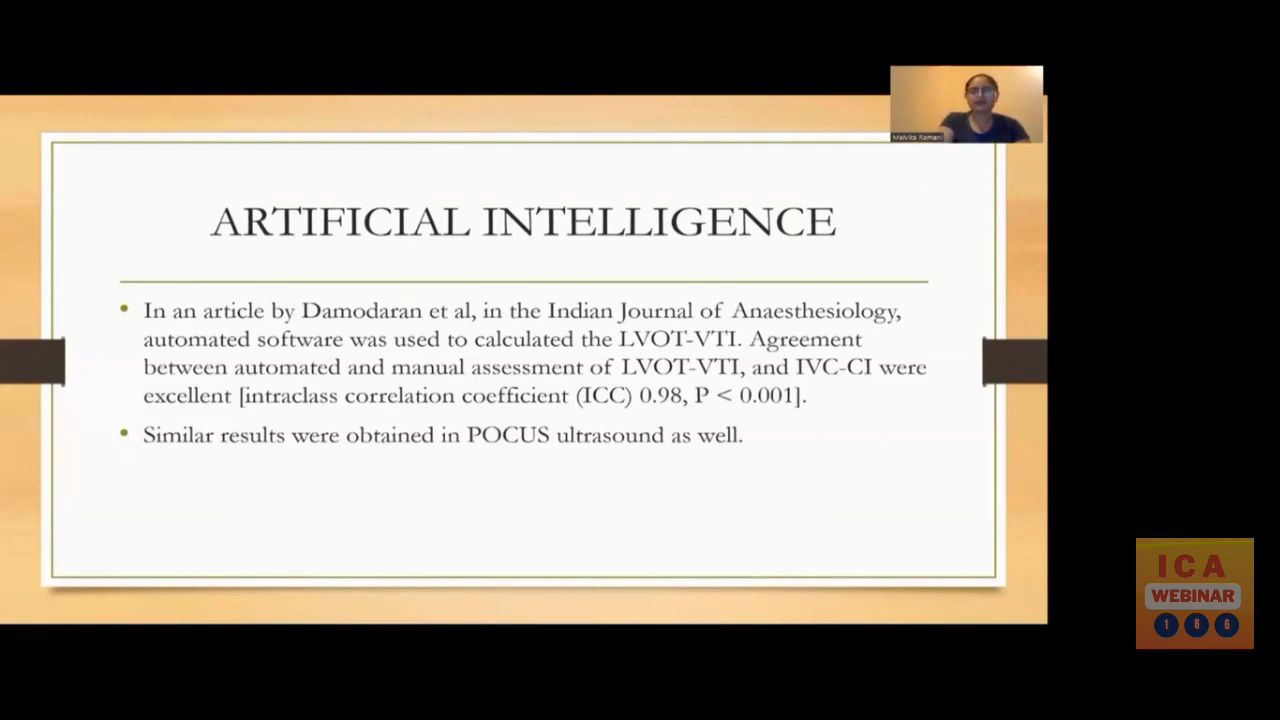 Malvika Ramani
ARTIFICIAL INTELLIGENCE
• In an article by Damodaran et al, in the Indian Journal of Anaesthesiology,
automated software was used to calculated the LVOT-VTI. Agreement
between automated and manual assessment of LVOT-VTI, and IVC-CI were
excellent [intraclass correlation coefficient (ICC) 0.98, P < 0.001].
• Similar results were obtained in POCUS ultrasound as well.
ICA
WEBINAR
166